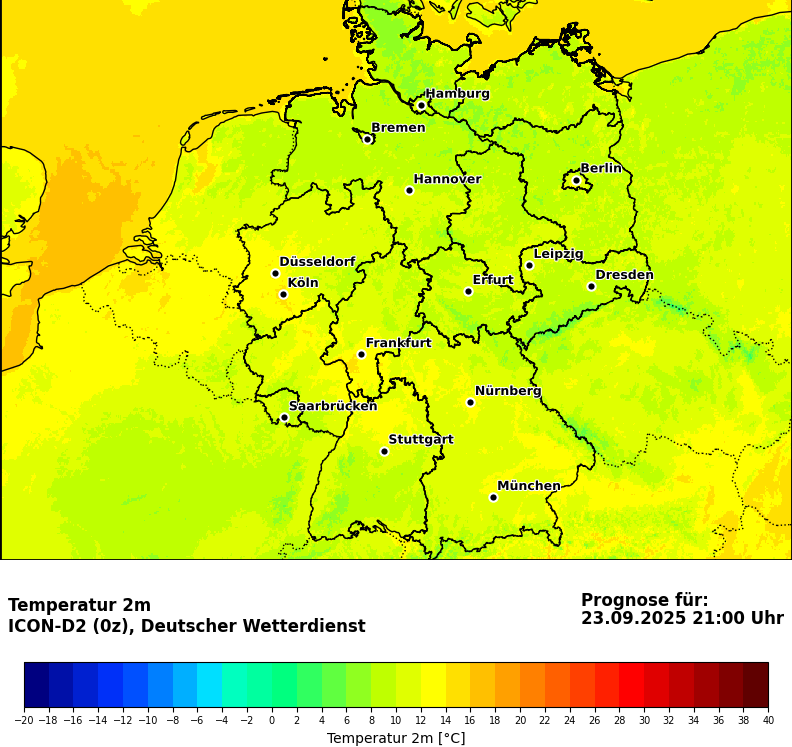 Hamburg
Bremen
Berlin
Hannover
Leipzig
Düsseldorf
Dresden
Köln
Erfurt
Frankfurt
Nürnberg
Saarbrücken
Stuttgart
München
Temperatur 2m
ICON-D2 (0z), Deutscher Wetterdienst
Prognose für:
23.09.2025 21:00 Uhr
−20 −18 −16 −14 −12 −10 −8 −6 −4 −2 0 2 4 6 8 10 12 14 16 18 20 22 24 26 28 30 32 34 36 38 40
Temperatur 2m [°C]